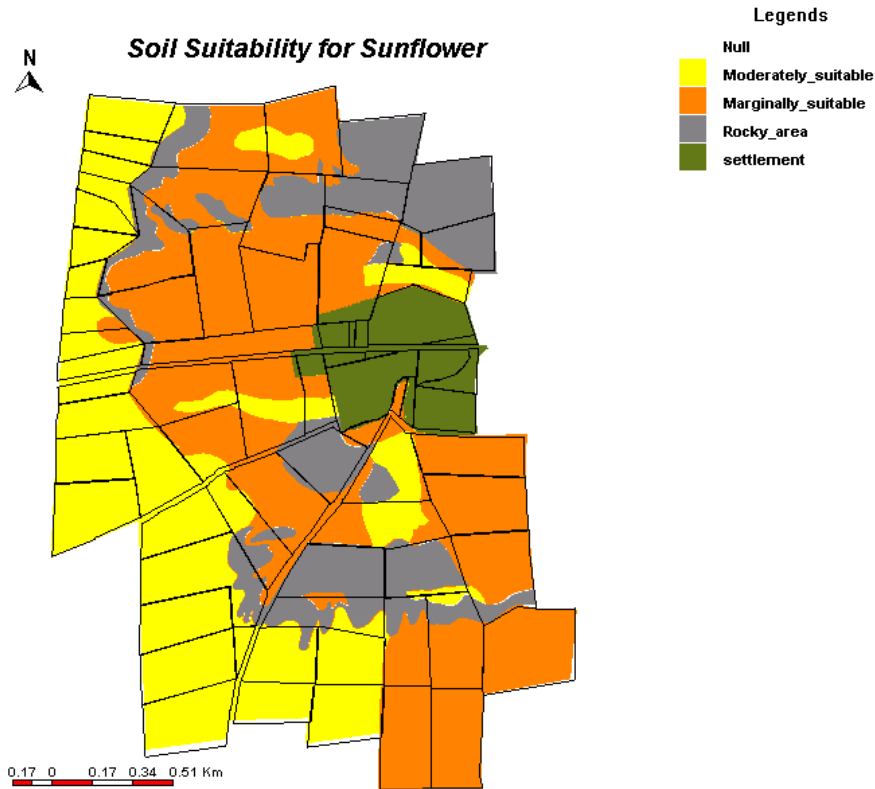 Legends
Soil Suitability for Sunflower
N
Null
Moderately_suitable
Marginally_suitable
Rocky_area
settlement
0.17 0 0.17 0.34 0.51 Km